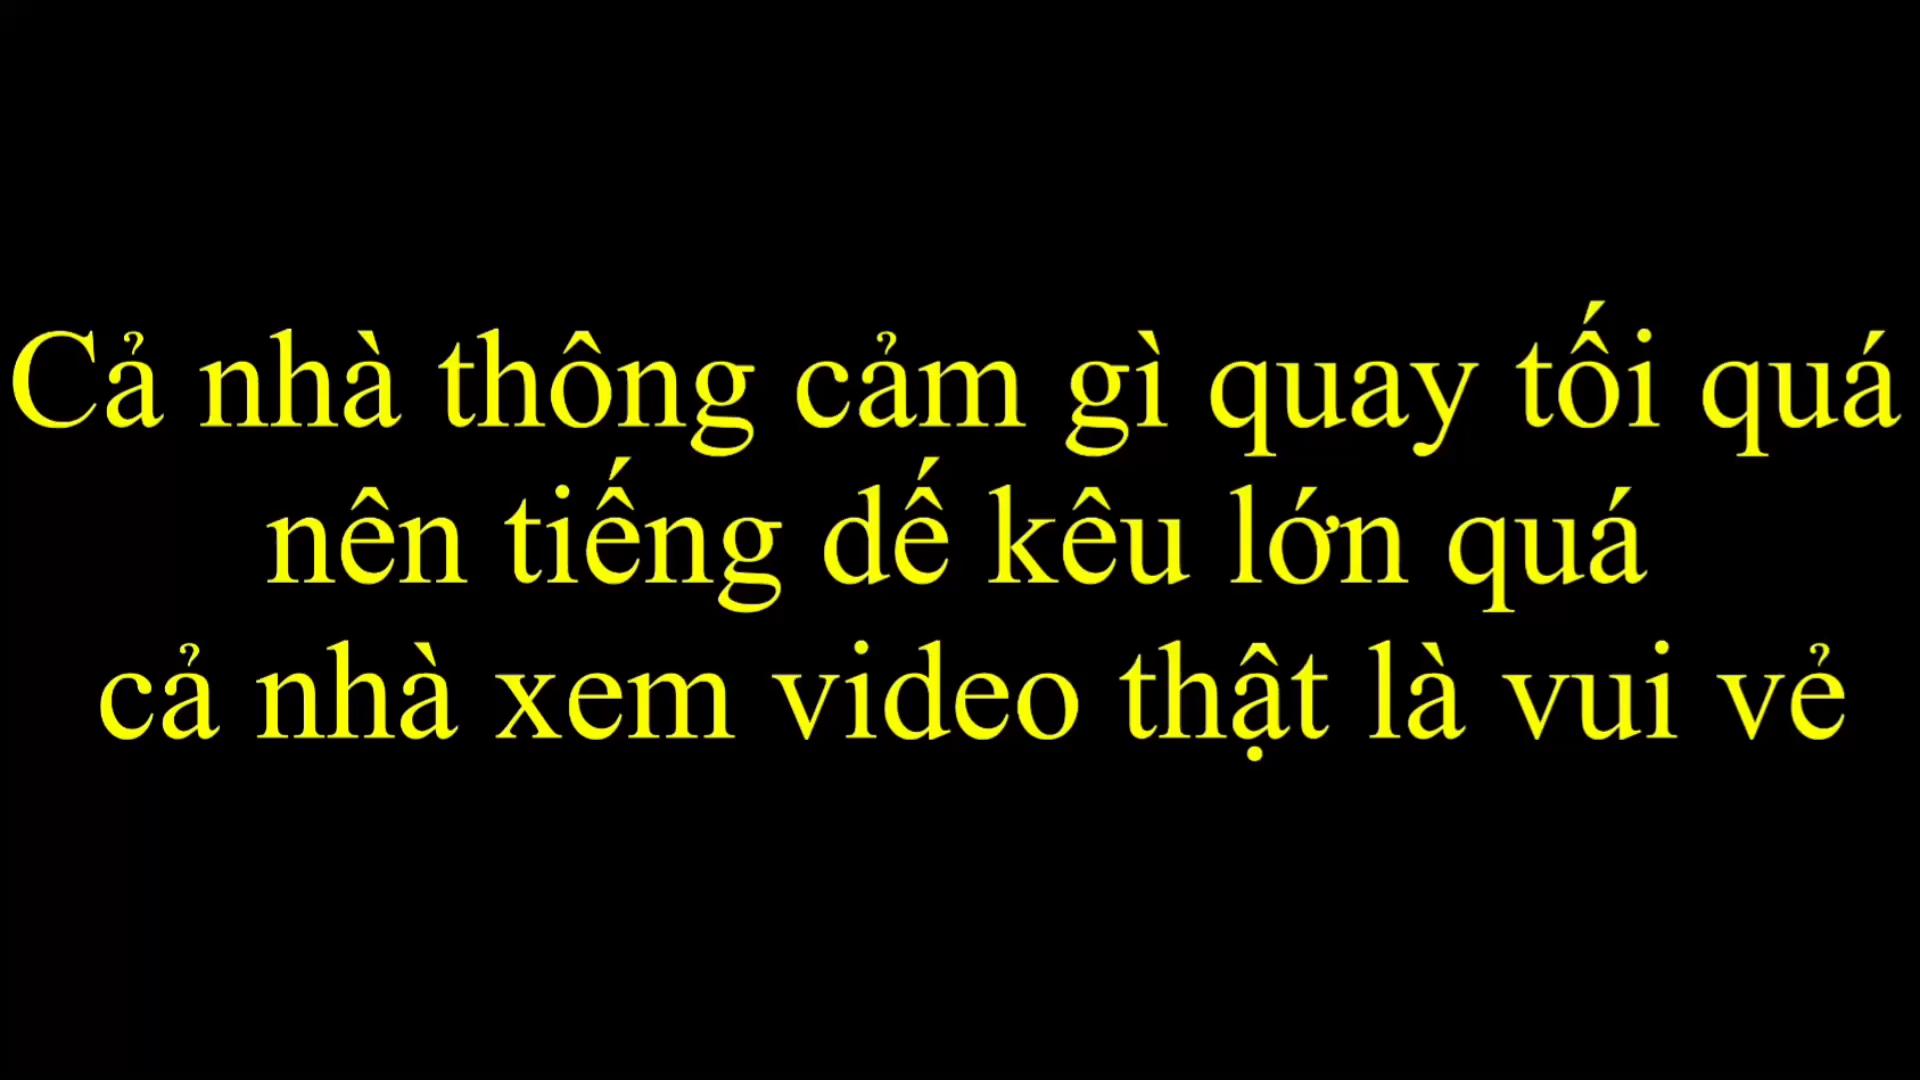 Cả nhà thông cảm gì quay tối quá
nên tiếng dế kêu lớn quá
cả nhà xem video thật là vui vẻ